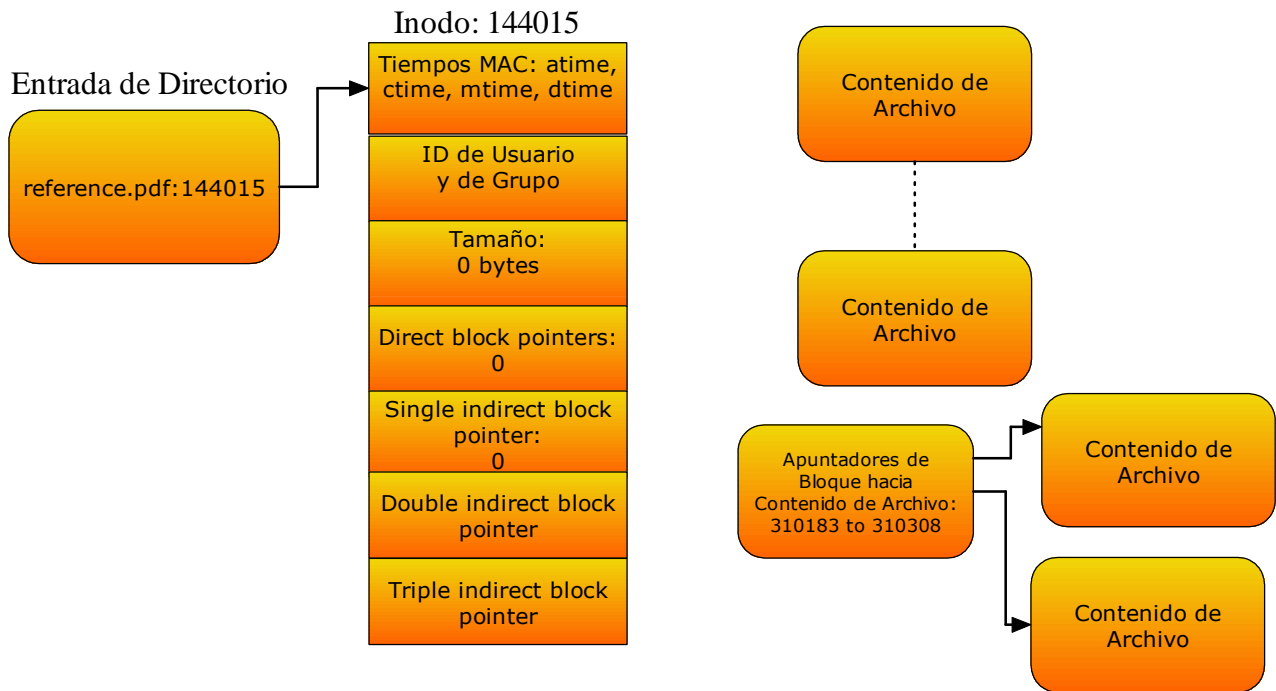 Entrada de Directorio
reference.pdf:144015
Inodo: 144015
Tiempos MAC: atime,
ctime, mtime, dtime
ID de Usuario
y de Grupo
Tamaño:
0 bytes
Direct block pointers:
0
Single indirect block
pointer:
0
Double indirect block
pointer
Triple indirect block
pointer
Contenido de
Archivo
Contenido de
Archivo
Apuntadores de
Bloque hacia
Contenido de Archivo:
310183 to 310308
Contenido de
Archivo
Contenido de
Archivo